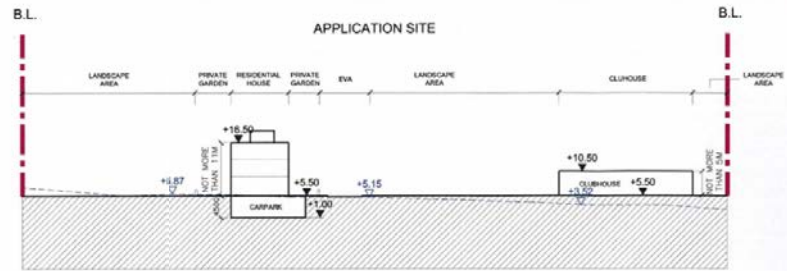 B.L.
B.L.
APPLICATION SITE
LANDSCAPE
AREA
PRIVATE
GARDEN
RESIDENTIAL
HOUSE
PRIVATE
GARDEN
EVA
LANDSCAPE
AREA
CLUHOUSE
LANDSCAPE
AREA
+16.50
NOT MORE
THAN 11M
+5.50
+5.15
+10.50
CLUBHOUSE
+5.50
+3.52
NOT MORE
THAN 5M
4500
CARPARK
+1.00